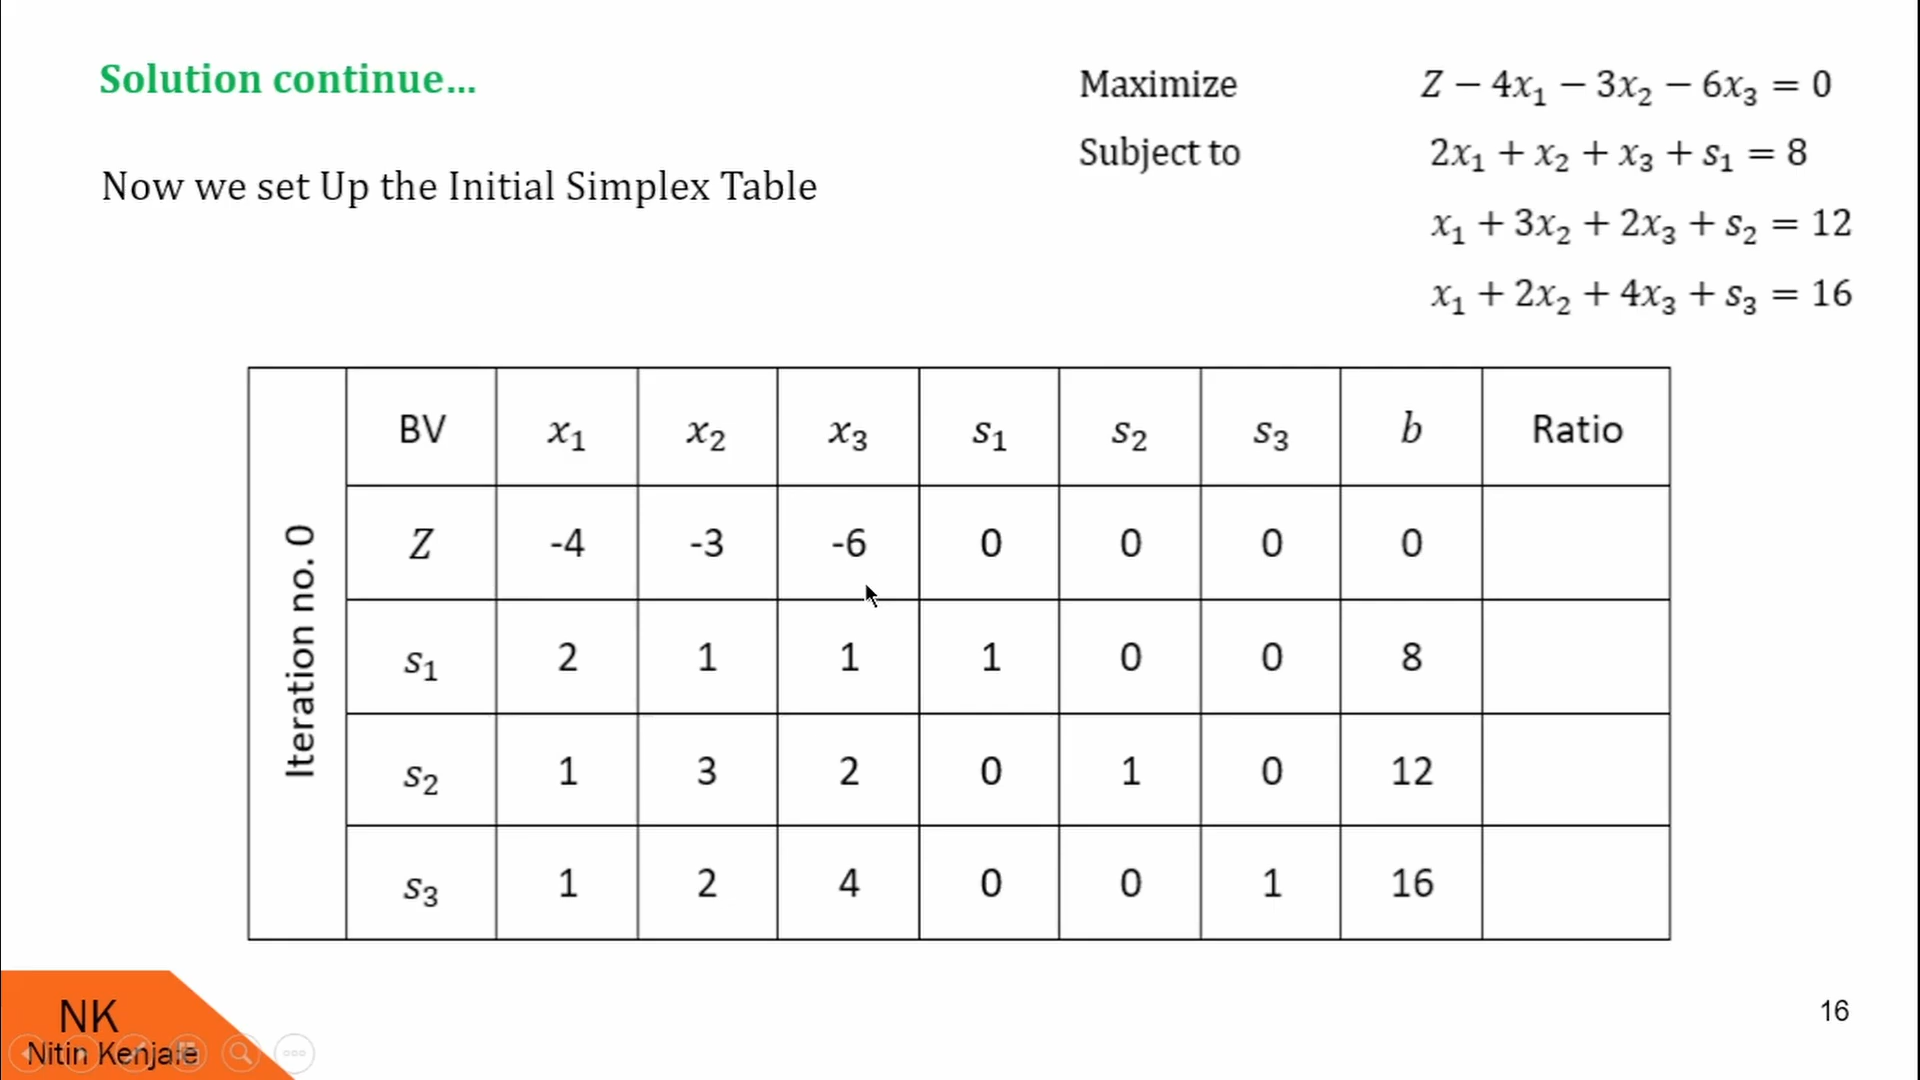 Solution continue...
Now we set Up the Initial Simplex Table
Maximize Z − 4x₁ − 3x₂ − 6x₃ = 0
Subject to 2x₁ + x₂ + x₃ + s₁ = 8
x₁ + 3x₂ + 2x₃ + s₂ = 12
x₁ + 2x₂ + 4x₃ + s₃ = 16
Iteration no. 0
BV x₁ x₂ x₃ s₁ s₂ s₃ b Ratio
Z -4 -3 -6 0 0 0 0
s₁ 2 1 1 1 0 0 8
s₂ 1 3 2 0 1 0 12
s₃ 1 2 4 0 0 1 16
NK
Nitin Kenjale
16